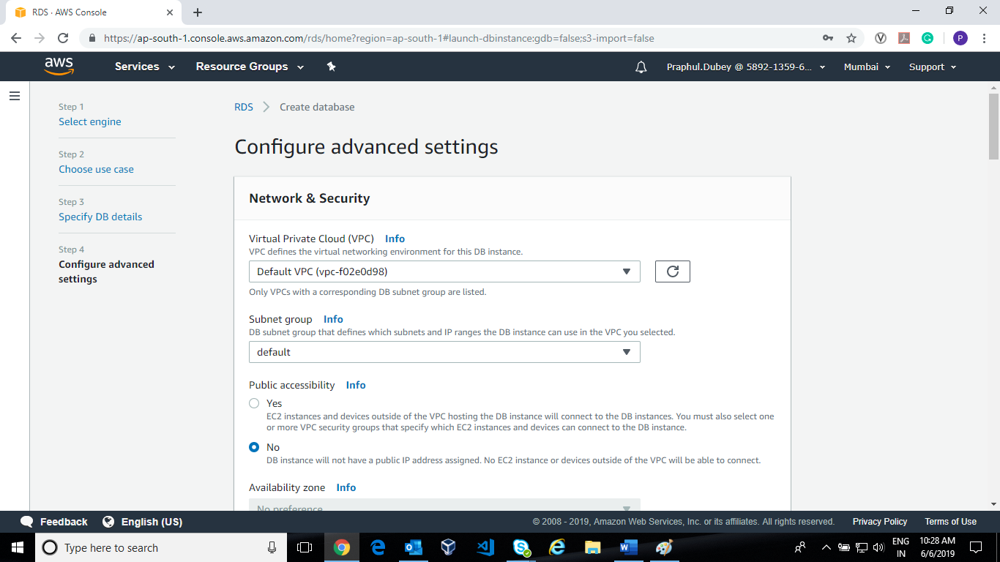 RDS · AWS Console
https://ap-south-1.console.aws.amazon.com/rds/home?region=ap-south-1#launch-dbinstance:gdb=false;s3-import=false
P
aws
Services
Resource Groups
Praphul.Dubey @ 5892-1359-6...
Mumbai
Support
Step 1
Select engine
Step 2
Choose use case
Step 3
Specify DB details
Step 4
Configure advanced
settings
RDS
Create database
Configure advanced settings
Network & Security
Virtual Private Cloud (VPC) Info
VPC defines the virtual networking environment for this DB instance.
Default VPC (vpc-f02e0d98)
Only VPCs with a corresponding DB subnet group are listed.
Subnet group Info
DB subnet group that defines which subnets and IP ranges the DB instance can use in the VPC you selected.
default
Public accessibility Info
Yes
EC2 instances and devices outside of the VPC hosting the DB instance will connect to the DB instances. You must also select one
or more VPC security groups that specify which EC2 instances and devices can connect to the DB instance.
No
DB instance will not have a public IP address assigned. No EC2 instance or devices outside of the VPC will be able to connect.
Availability zone Info
No preference
Feedback
English (US)
© 2008 - 2019, Amazon Web Services, Inc. or its affiliates. All rights reserved.
Privacy Policy
Terms of Use
Type here to search
ENG
IN
10:28 AM
6/6/2019